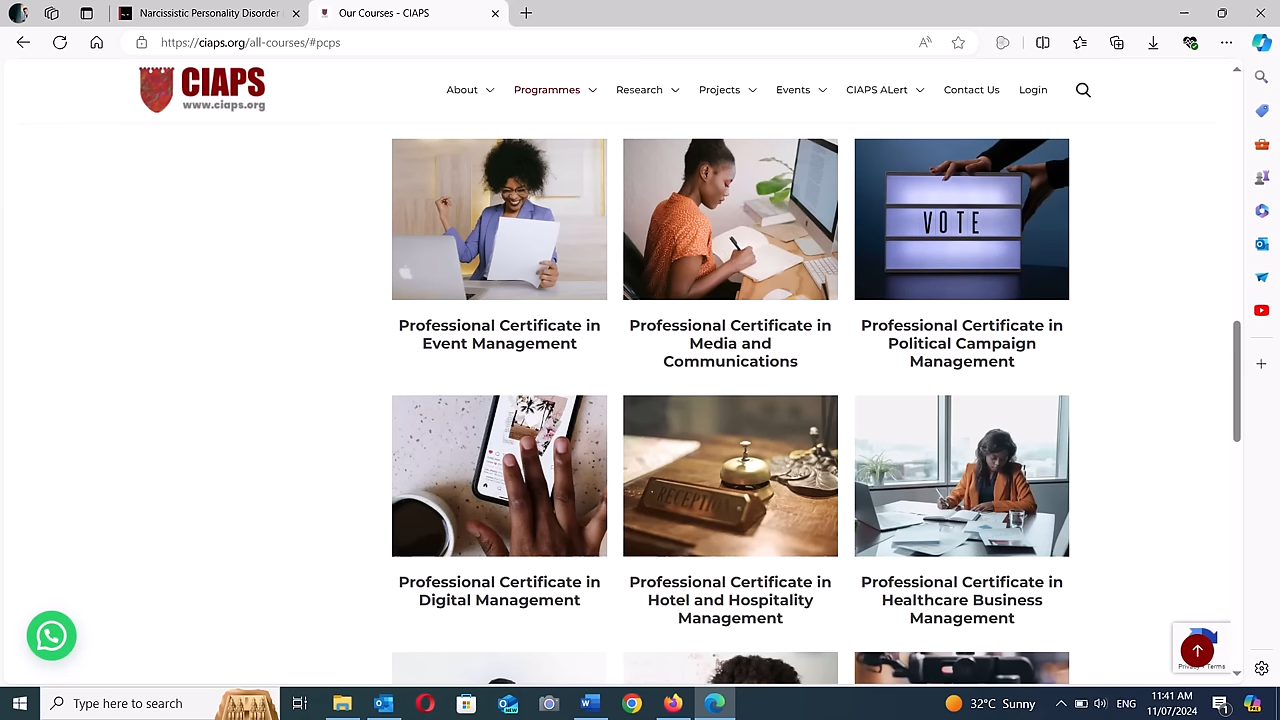 Narcissistic Personality Disorder
Our Courses - CIAPS
https://ciaps.org/all-courses/#pcps
CIAPS
www.ciaps.org
About
Programmes
Research
Projects
Events
CIAPS ALert
Contact Us
Login
VOTE
Professional Certificate in
Event Management
Professional Certificate in
Media and
Communications
Professional Certificate in
Political Campaign
Management
RECEPTION
Professional Certificate in
Digital Management
Professional Certificate in
Hotel and Hospitality
Management
Professional Certificate in
Healthcare Business
Management
Terms
Type here to search
32°C Sunny
ENG
11:41 AM
11/07/2024